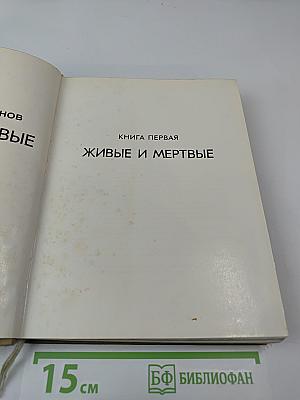 НОВ
ВЫЕ
КНИГА ПЕРВАЯ
ЖИВЫЕ И МЕРТВЫЕ
15 см
БФ БИБЛИОФАН